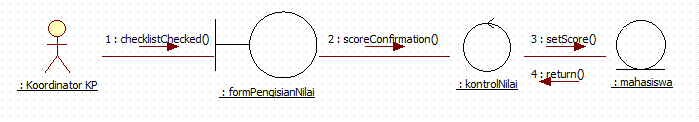 1 : checklistChecked()
2 : scoreConfirmation()
3 : setScore()
4 : return()
: Koordinator KP
: formPengisianNilai
: kontrolNilai
: mahasiswa